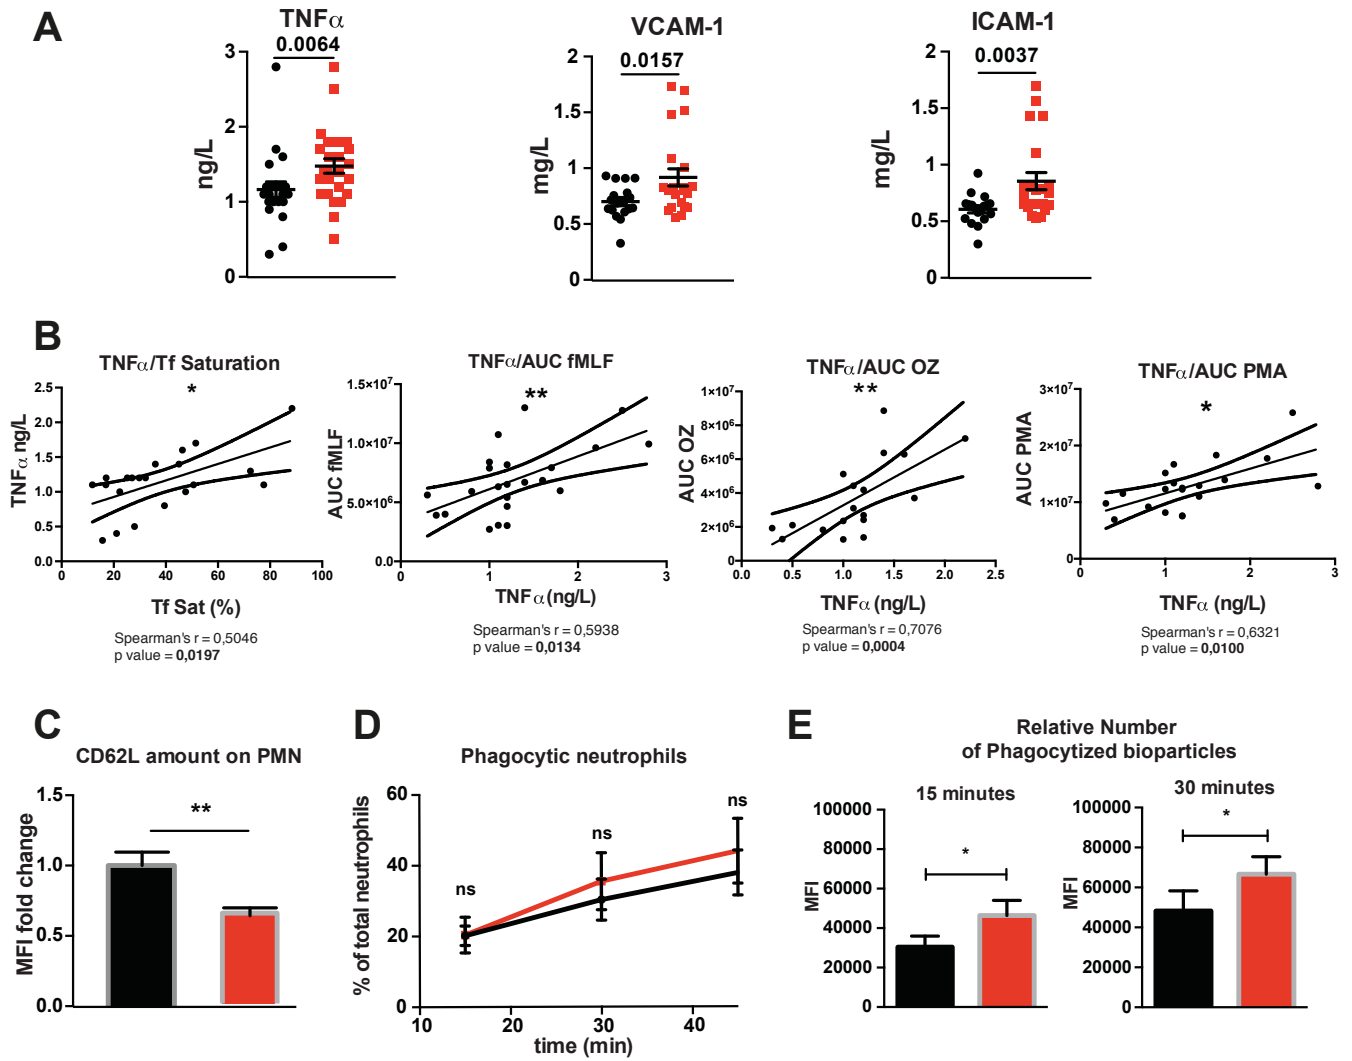 A
TNFα
0.0064
3
2
1
0
ng/L
VCAM-1
0.0157
2
1.5
1
0.5
0
mg/L
ICAM-1
0.0037
2
1.5
1
0.5
0
mg/L
B
TNFα/Tf Saturation
*
2.5
2.0
1.5
1.0
0.5
0.0
TNFα ng/L
0 20 40 60 80 100
Tf Sat (%)
Spearman's r = 0,5046
p value = 0,0197
TNFα/AUC fMLF
**
1.5×10⁷
1.0×10⁷
5.0×10⁶
0.0
AUC fMLF
0 1 2 3
TNFα (ng/L)
Spearman's r = 0,5938
p value = 0,0134
TNFα/AUC OZ
**
1×10⁷
8×10⁶
6×10⁶
4×10⁶
2×10⁶
0
AUC OZ
0.0 0.5 1.0 1.5 2.0 2.5
TNFα (ng/L)
Spearman's r = 0,7076
p value = 0,0004
TNFα/AUC PMA
*
3×10⁷
2×10⁷
1×10⁷
0
AUC PMA
0 1 2 3
TNFα (ng/L)
Spearman's r = 0,6321
p value = 0,0100
C
CD62L amount on PMN
**
1.5
1.0
0.5
0.0
MFI fold change
D
Phagocytic neutrophils
ns
ns
ns
60
40
20
0
% of total neutrophils
10 20 30 40
time (min)
E
Relative Number
of Phagocytized bioparticles
15 minutes
*
100000
80000
60000
40000
20000
0
MFI
30 minutes
*
100000
80000
60000
40000
20000
0
MFI